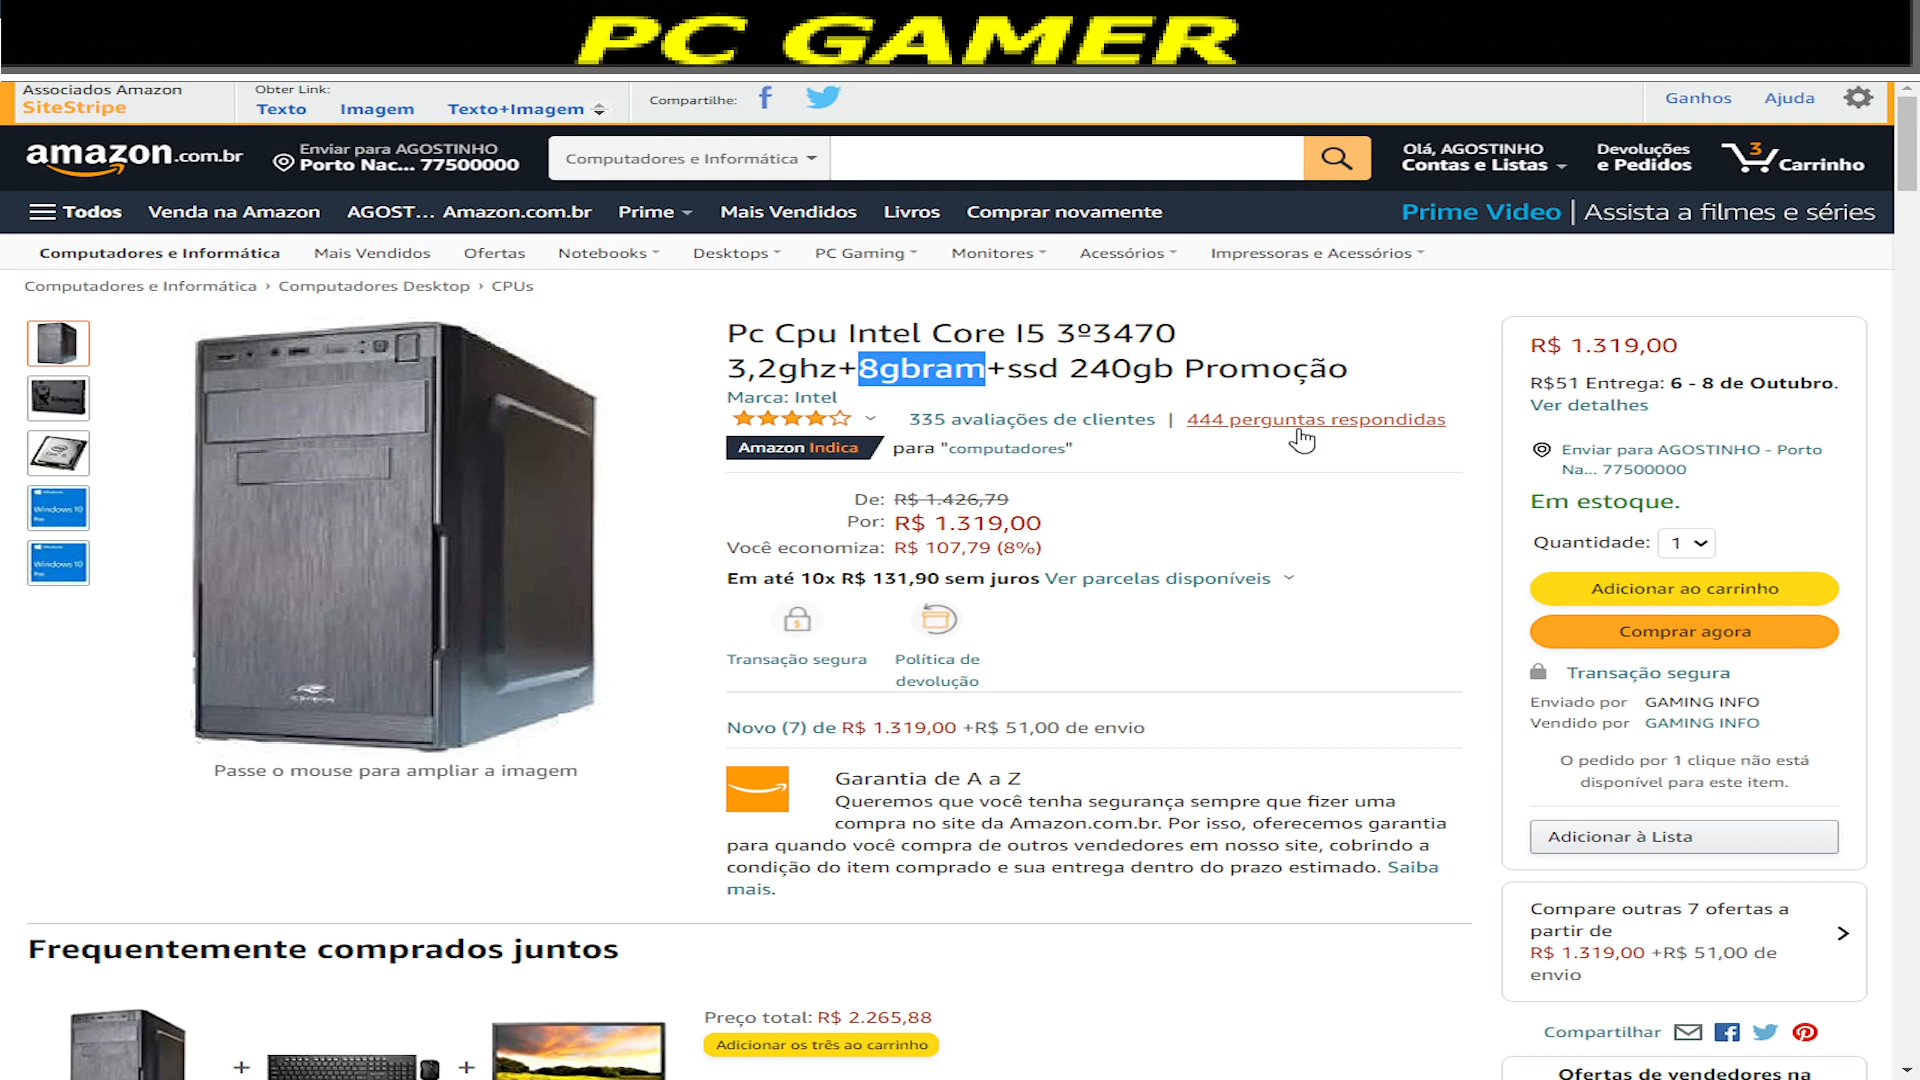 PC GAMER
Associados Amazon
SiteStripe
Obter Link:
Texto Imagem Texto+Imagem
Compartilhe:
Ganhos Ajuda
amazon.com.br
Enviar para AGOSTINHO
Porto Nac... 77500000
Computadores e Informática
Olá, AGOSTINHO
Contas e Listas
Devoluções
e Pedidos
3
Carrinho
Todos Venda na Amazon AGOST... Amazon.com.br Prime Mais Vendidos Livros Comprar novamente
Prime Video | Assista a filmes e séries
Computadores e Informática Mais Vendidos Ofertas Notebooks Desktops PC Gaming Monitores Acessórios Impressoras e Acessórios
Computadores e Informática › Computadores Desktop › CPUs
Windows 10
Pro
Windows 10
Pro
Passe o mouse para ampliar a imagem
Pc Cpu Intel Core I5 3º3470
3,2ghz+8gbram+ssd 240gb Promoção
Marca: Intel
335 avaliações de clientes | 444 perguntas respondidas
Amazon Indica para "computadores"
De: R$ 1.426,79
Por: R$ 1.319,00
Você economiza: R$ 107,79 (8%)
Em até 10x R$ 131,90 sem juros Ver parcelas disponíveis
Transação segura
Política de
devolução
Novo (7) de R$ 1.319,00 +R$ 51,00 de envio
Garantia de A a Z
Queremos que você tenha segurança sempre que fizer uma
compra no site da Amazon.com.br. Por isso, oferecemos garantia
para quando você compra de outros vendedores em nosso site, cobrindo a
condição do item comprado e sua entrega dentro do prazo estimado. Saiba
mais.
R$ 1.319,00
R$51 Entrega: 6 - 8 de Outubro.
Ver detalhes
Enviar para AGOSTINHO - Porto
Na... 77500000
Em estoque.
Quantidade: 1
Adicionar ao carrinho
Comprar agora
Transação segura
Enviado por GAMING INFO
Vendido por GAMING INFO
O pedido por 1 clique não está
disponível para este item.
Adicionar à Lista
Compare outras 7 ofertas a
partir de
R$ 1.319,00 +R$ 51,00 de
envio
Compartilhar
Ofertas de vendedores na
Frequentemente comprados juntos
+ +
Preço total: R$ 2.265,88
Adicionar os três ao carrinho